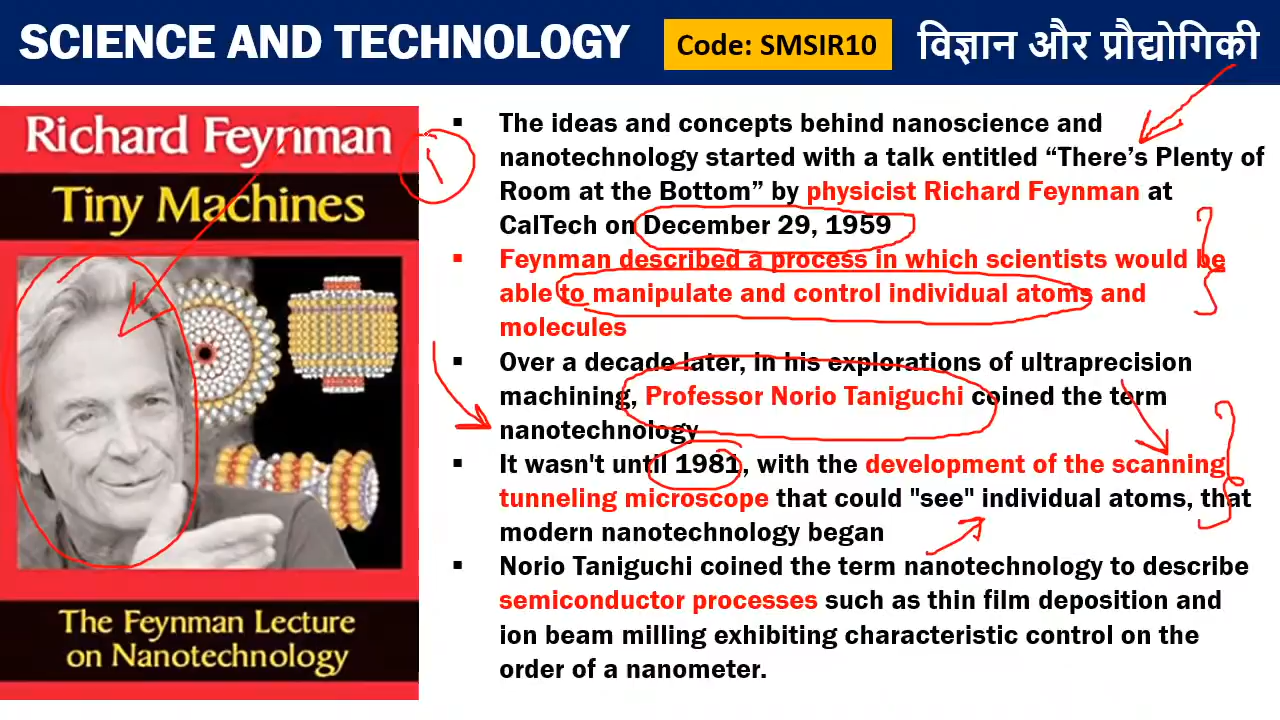 SCIENCE AND TECHNOLOGY
Code: SMSIR10
विज्ञान और प्रौद्योगिकी
Richard Feynman
Tiny Machines
The Feynman Lecture
on Nanotechnology
▪ The ideas and concepts behind nanoscience and
nanotechnology started with a talk entitled “There’s Plenty of
Room at the Bottom” by physicist Richard Feynman at
CalTech on December 29, 1959
▪ Feynman described a process in which scientists would be
able to manipulate and control individual atoms and
molecules
▪ Over a decade later, in his explorations of ultraprecision
machining, Professor Norio Taniguchi coined the term
nanotechnology
▪ It wasn't until 1981, with the development of the scanning
tunneling microscope that could "see" individual atoms, that
modern nanotechnology began
▪ Norio Taniguchi coined the term nanotechnology to describe
semiconductor processes such as thin film deposition and
ion beam milling exhibiting characteristic control on the
order of a nanometer.